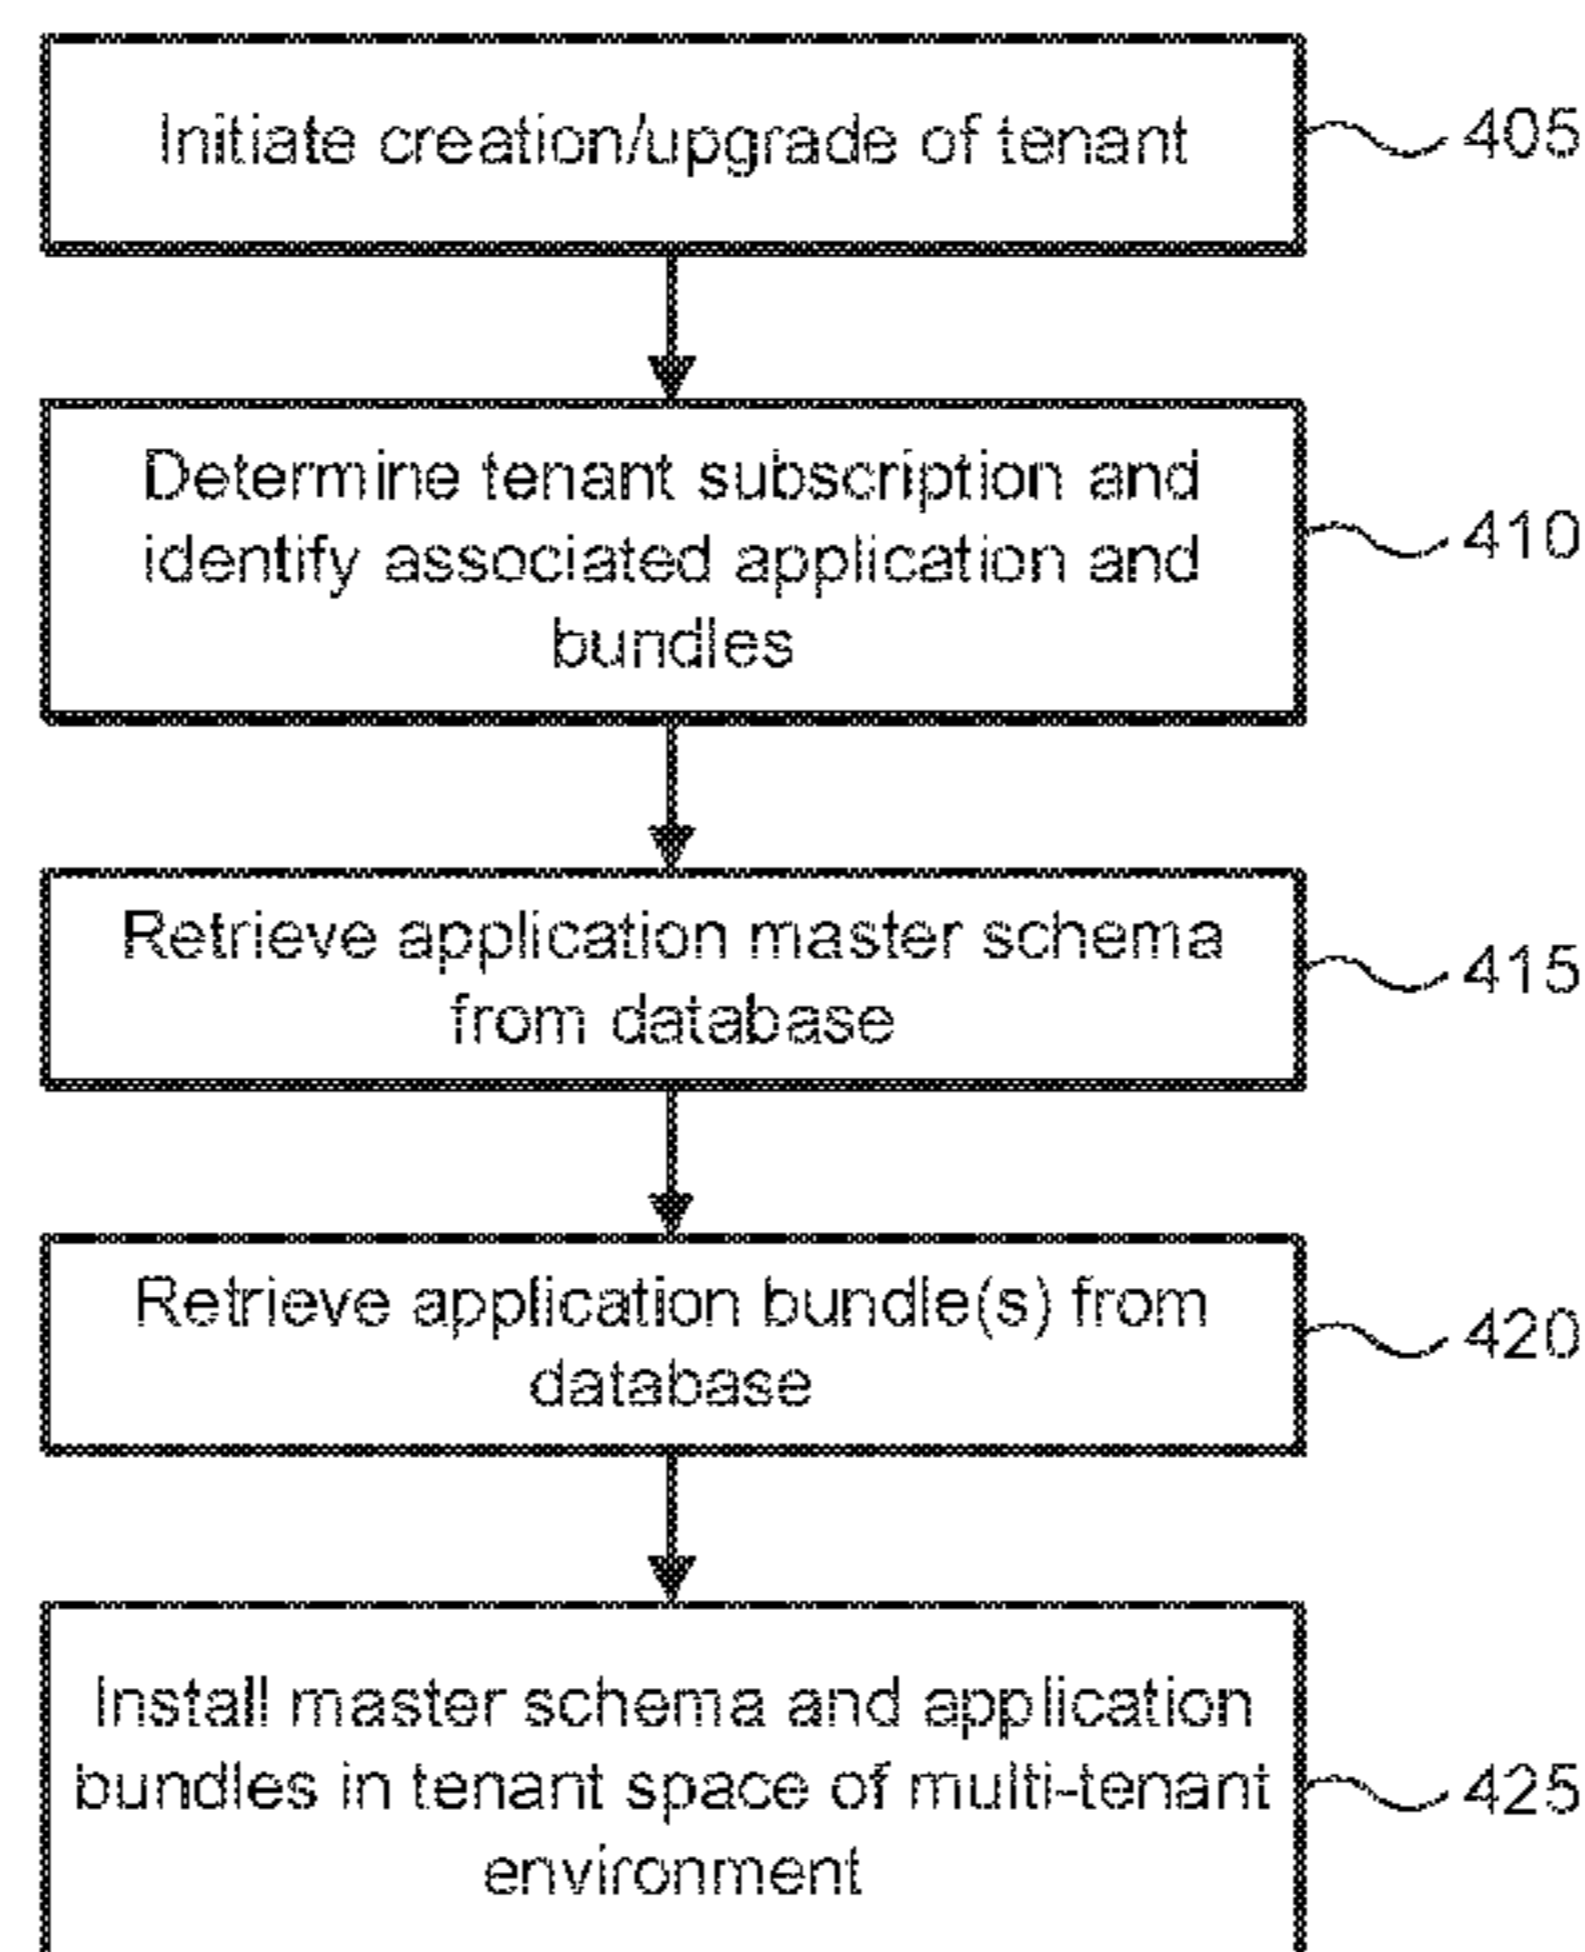 Initiate creation/upgrade of tenant
405
Determine tenant subscription and
identify associated application and
bundles
410
Retrieve application master schema
from database
415
Retrieve application bundle(s) from
database
420
Install master schema and application
bundles in tenant space of multi-tenant
environment
425